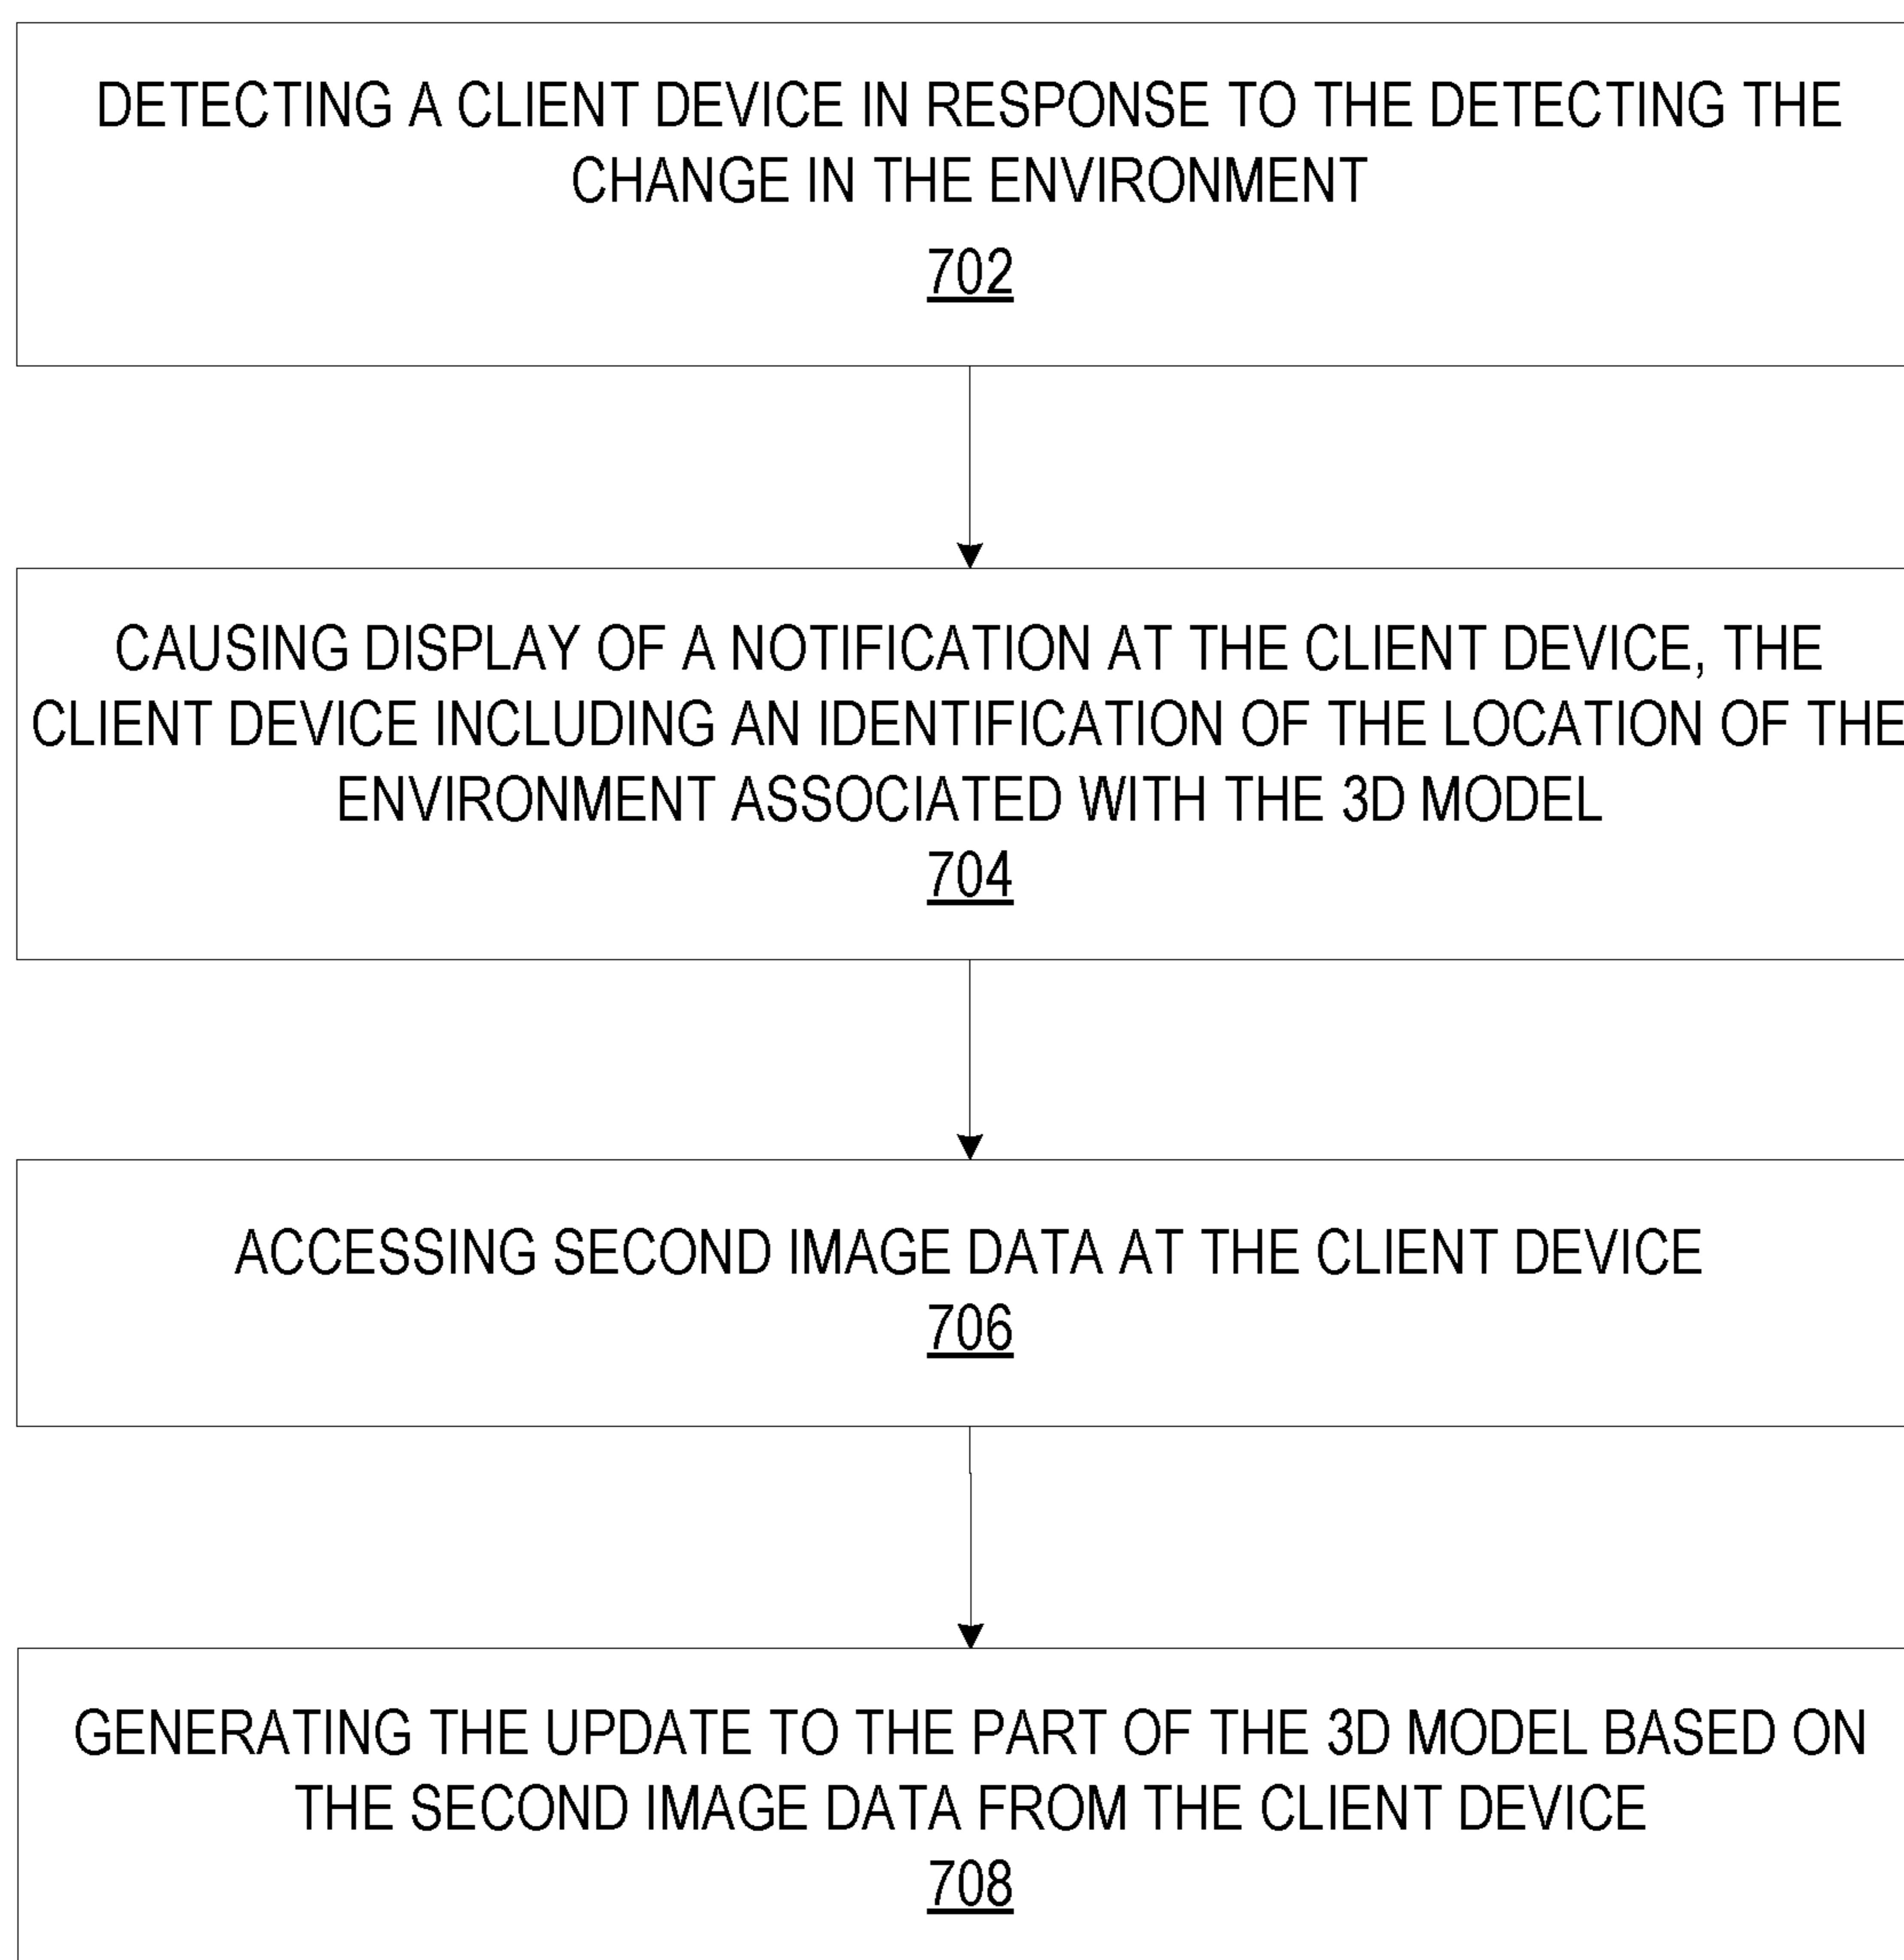 DETECTING A CLIENT DEVICE IN RESPONSE TO THE DETECTING THE
CHANGE IN THE ENVIRONMENT
702
CAUSING DISPLAY OF A NOTIFICATION AT THE CLIENT DEVICE, THE
CLIENT DEVICE INCLUDING AN IDENTIFICATION OF THE LOCATION OF THE
ENVIRONMENT ASSOCIATED WITH THE 3D MODEL
704
ACCESSING SECOND IMAGE DATA AT THE CLIENT DEVICE
706
GENERATING THE UPDATE TO THE PART OF THE 3D MODEL BASED ON
THE SECOND IMAGE DATA FROM THE CLIENT DEVICE
708